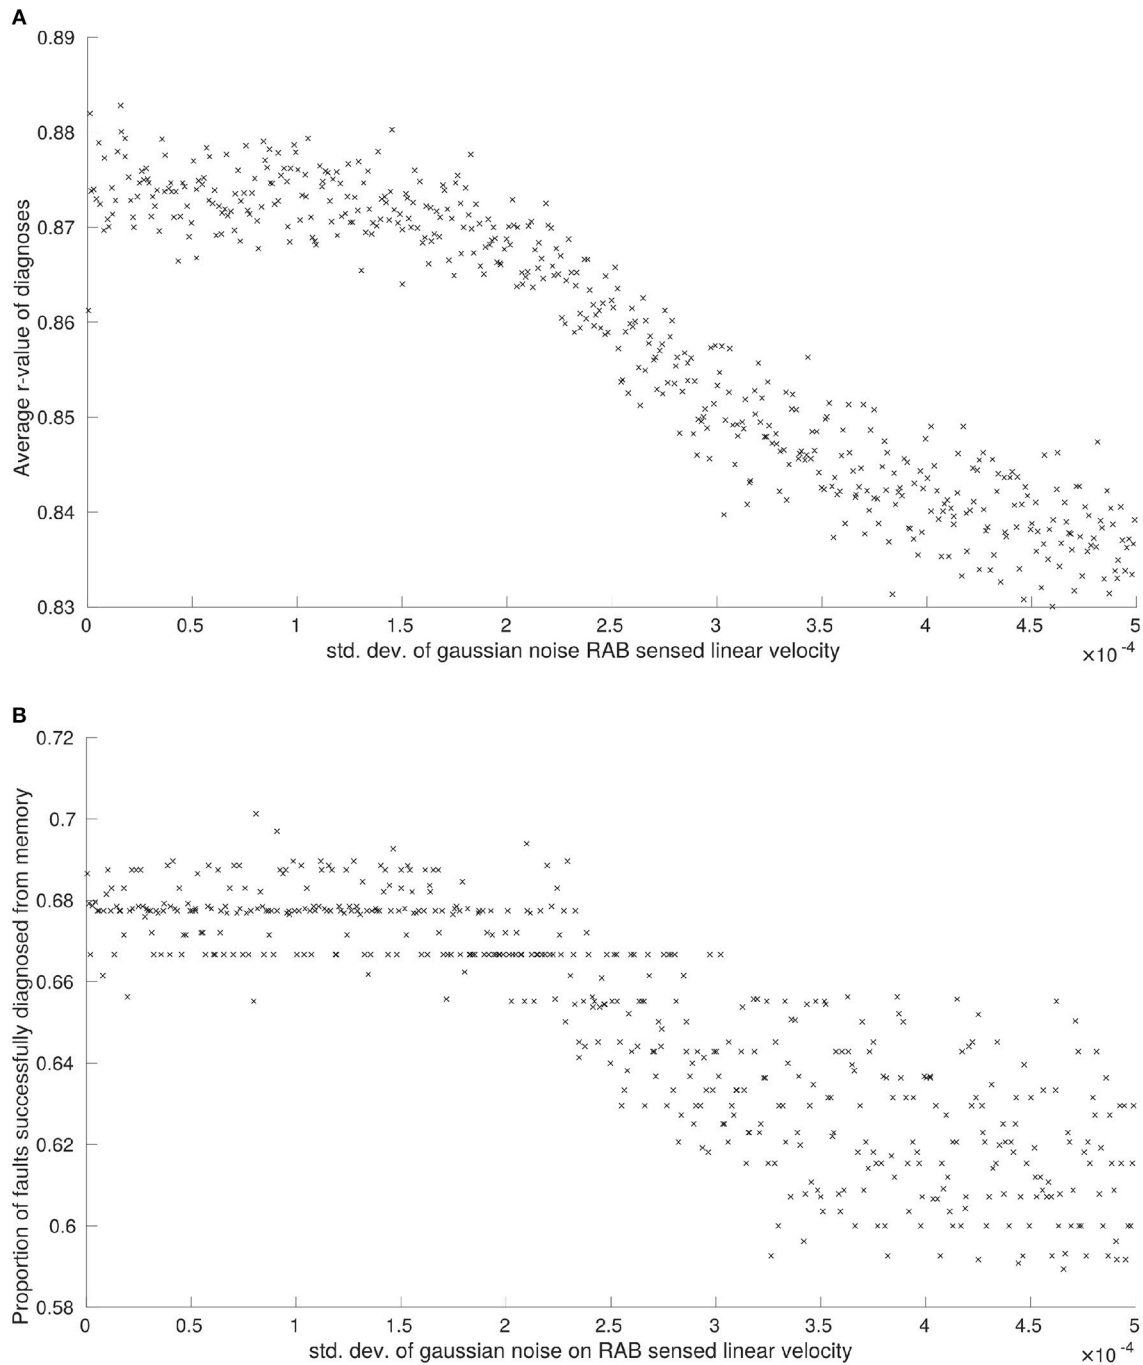 A
0.89
0.88
0.87
0.86
0.85
0.84
0.83
Average r-value of diagnoses
0 0.5 1 1.5 2 2.5 3 3.5 4 4.5 5
std. dev. of gaussian noise RAB sensed linear velocity
×10-4
B
0.72
0.7
0.68
0.66
0.64
0.62
0.6
0.58
Proportion of faults successfully diagnosed from memory
0 0.5 1 1.5 2 2.5 3 3.5 4 4.5 5
std. dev. of gaussian noise on RAB sensed linear velocity
×10-4